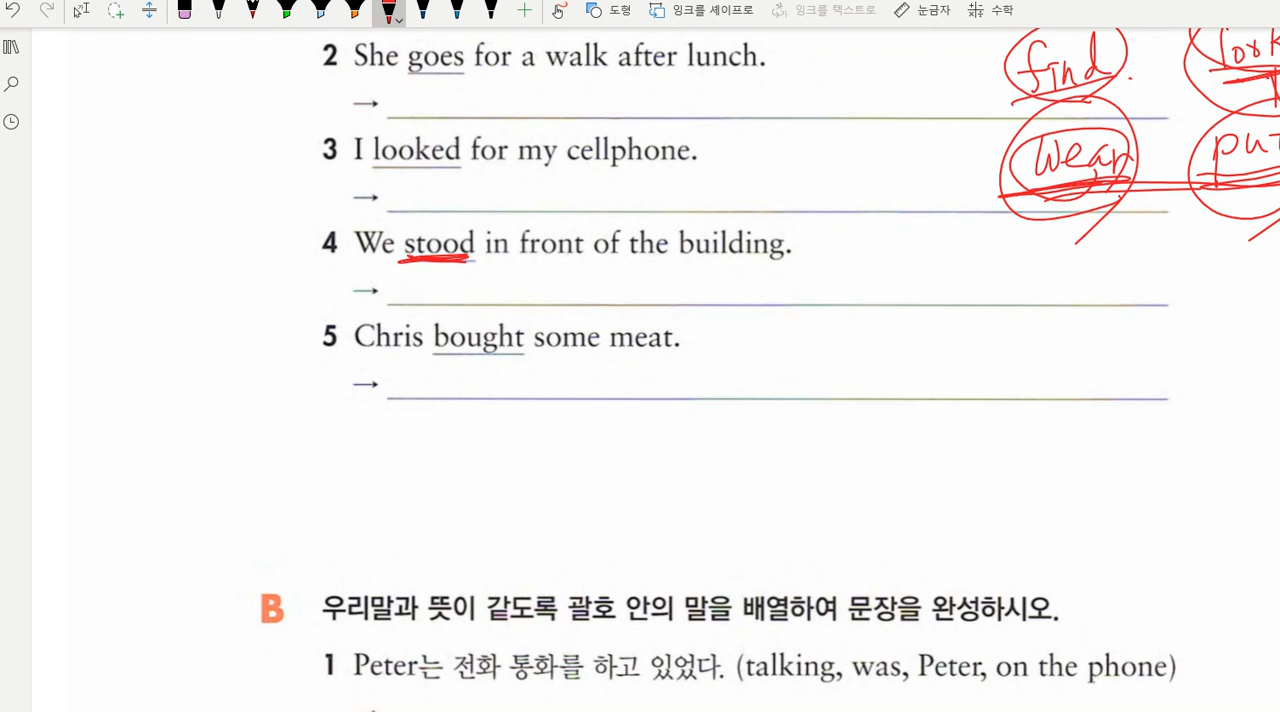 도형 잉크를 셰이프로 잉크를 텍스트로 눈금자 수학
2 She goes for a walk after lunch.
→
find
3 I looked for my cellphone.
→
wear
4 We stood in front of the building.
→
5 Chris bought some meat.
→
B 우리말과 뜻이 같도록 괄호 안의 말을 배열하여 문장을 완성하시오.
1 Peter는 전화 통화를 하고 있었다. (talking, was, Peter, on the phone)